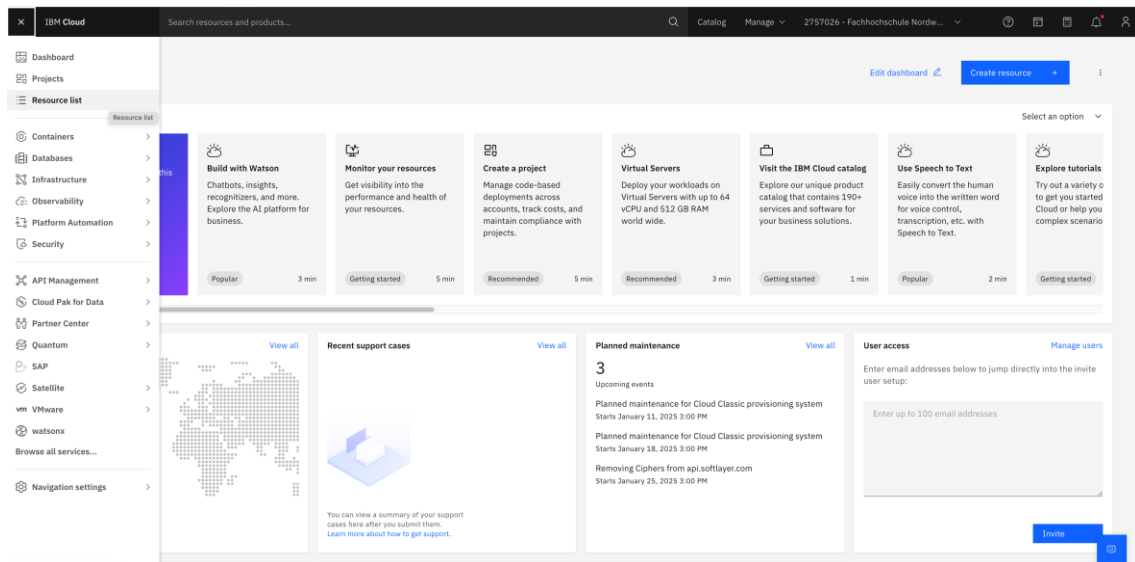 IBM Cloud
Search resources and products...
Catalog
Manage
2757026 - Fachhochschule Nordw...
Dashboard
Projects
Resource list
Resource list
Containers
Databases
Infrastructure
Observability
Platform Automation
Security
API Management
Cloud Pak for Data
Partner Center
Quantum
SAP
Satellite
vm VMware
watsonx
Browse all services...
Navigation settings
Edit dashboard
Create resource +
Select an option
this
Build with Watson
Chatbots, insights,
recognizers, and more.
Explore the AI platform for
business.
Popular
3 min
Monitor your resources
Get visibility into the
performance and health of
your resources.
Getting started
5 min
Create a project
Manage code-based
deployments across
accounts, track costs, and
maintain compliance with
projects.
Recommended
5 min
Virtual Servers
Deploy your workloads on
Virtual Servers with up to 64
vCPU and 512 GB RAM
world wide.
Recommended
3 min
Visit the IBM Cloud catalog
Explore our unique product
catalog that contains 190+
services and software for
your business solutions.
Getting started
1 min
Use Speech to Text
Easily convert the human
voice into the written word
for voice control,
transcription, etc. with
Speech to Text.
Popular
2 min
Explore tutorials
Try out a variety o
to get you started
Cloud or help you
complex scenario
Getting started
View all
Recent support cases
View all
You can view a summary of your support
cases here after you submit them.
Learn more about how to get support.
Planned maintenance
View all
3
Upcoming events
Planned maintenance for Cloud Classic provisioning system
Starts January 11, 2025 3:00 PM
Planned maintenance for Cloud Classic provisioning system
Starts January 18, 2025 3:00 PM
Removing Ciphers from api.softlayer.com
Starts January 25, 2025 3:00 PM
User access
Manage users
Enter email addresses below to jump directly into the invite
user setup:
Enter up to 100 email addresses
Invite